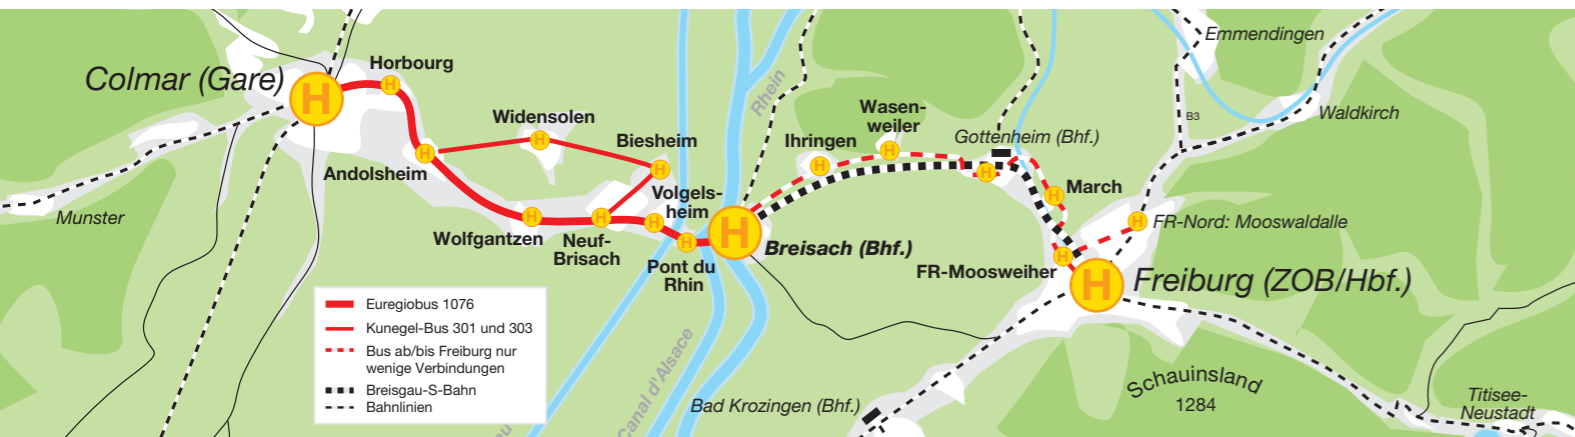 Emmendingen
Colmar (Gare)
Horbourg
H
H
Rhein
Wasen-
weiler
Waldkirch
B3
Widensolen
H
Biesheim
Ihringen
H
H
Gottenheim (Bhf.)
Andolsheim
H
H
H
March
H
Munster
Volgels-
heim
H
Wolfgantzen
H
Neuf-
Brisach
H
Pont du
Rhin
H
H
Breisach (Bhf.)
FR-Nord: Mooswaldalle
H
FR-Moosweiher
H
Freiburg (ZOB/Hbf.)
H
Euregiobus 1076
Kunegel-Bus 301 und 303
Bus ab/bis Freiburg nur
wenige Verbindungen
Breisgau-S-Bahn
Bahnlinien
Canal d'Alsace
Bad Krozingen (Bhf.)
Schauinsland
1284
Titisee-
Neustadt